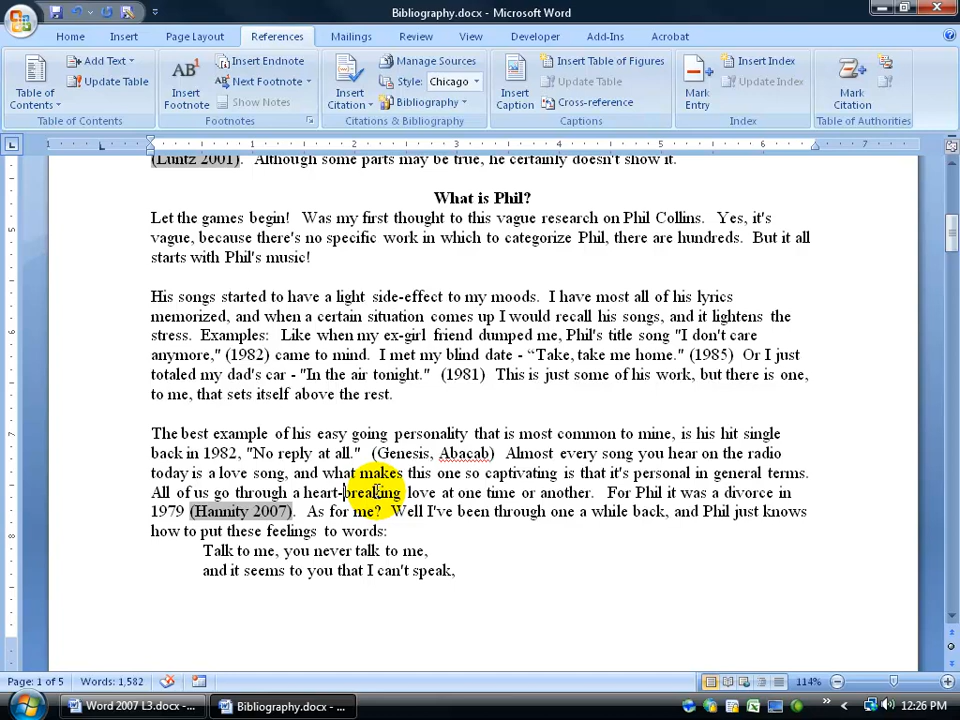 Bibliography.docx - Microsoft Word
Home Insert Page Layout References Mailings Review View Developer Add-Ins Acrobat
Table of Contents
Add Text
Update Table
Table of Contents
AB¹
Insert Footnote
Insert Endnote
Next Footnote
Show Notes
Footnotes
Insert Citation
Manage Sources
Style: Chicago
Bibliography
Citations & Bibliography
Insert Caption
Insert Table of Figures
Update Table
Cross-reference
Captions
Mark Entry
Insert Index
Update Index
Index
Mark Citation
Table of Authorities
1 1 2 3 4 5 6 7
(Luntz 2001). Although some parts may be true, he certainly doesn't show it.
What is Phil?
Let the games begin! Was my first thought to this vague research on Phil Collins. Yes, it's
vague, because there's no specific work in which to categorize Phil, there are hundreds. But it all
starts with Phil's music!
His songs started to have a light side-effect to my moods. I have most all of his lyrics
memorized, and when a certain situation comes up I would recall his songs, and it lightens the
stress. Examples: Like when my ex-girl friend dumped me, Phil's title song "I don't care
anymore," (1982) came to mind. I met my blind date - “Take, take me home." (1985) Or I just
totaled my dad's car - "In the air tonight." (1981) This is just some of his work, but there is one,
to me, that sets itself above the rest.
The best example of his easy going personality that is most common to mine, is his hit single
back in 1982, "No reply at all." (Genesis, Abacab) Almost every song you hear on the radio
today is a love song, and what makes this one so captivating is that it's personal in general terms.
All of us go through a heart-breaking love at one time or another. For Phil it was a divorce in
1979 (Hannity 2007). As for me? Well I've been through one a while back, and Phil just knows
how to put these feelings to words:
Talk to me, you never talk to me,
and it seems to you that I can't speak,
5
6
7
8
Page: 1 of 5 Words: 1,582 114%
Word 2007 L3.docx -... Bibliography.docx - ... 12:26 PM